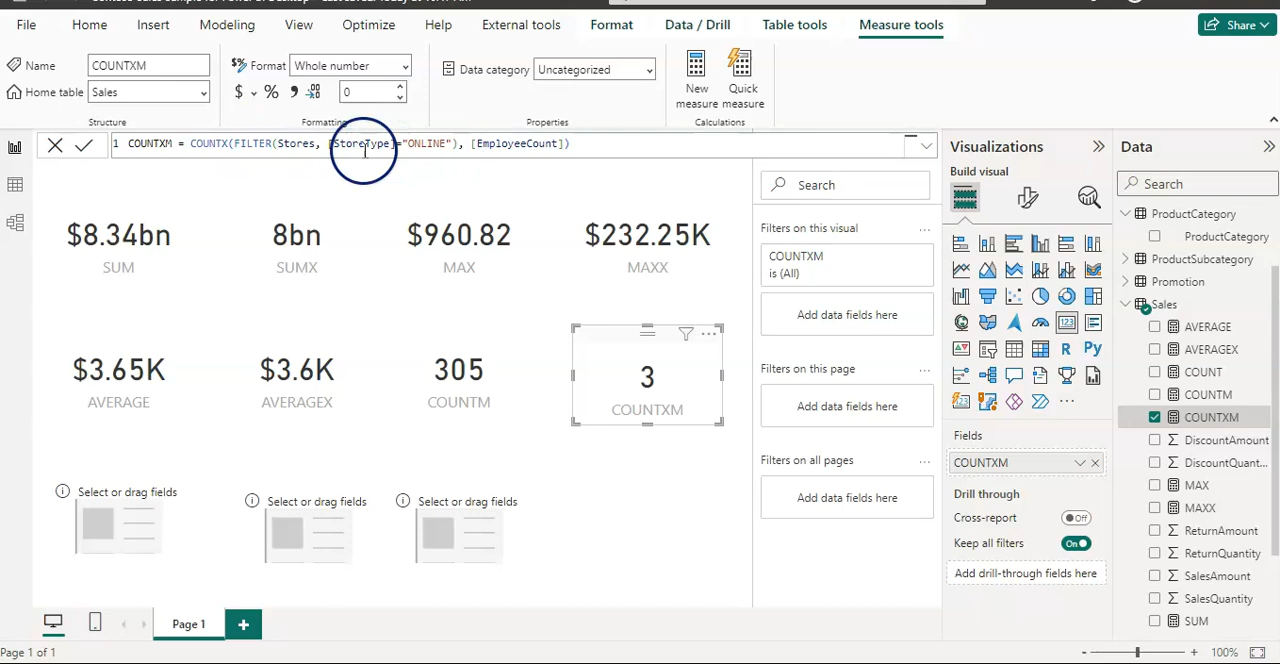 File Home Insert Modeling View Optimize Help External tools Format Data / Drill Table tools Measure tools Share
Name COUNTXM
Home table Sales
Structure
$% Format Whole number
$ % 9 0
Formatting
Data category Uncategorized
Properties
New measure
Quick measure
Calculations
1 COUNTXM = COUNTX(FILTER(Stores, [StoreType]="ONLINE"), [EmployeeCount])
$8.34bn
SUM
8bn
SUMX
$960.82
MAX
$232.25K
MAXX
$3.65K
AVERAGE
$3.6K
AVERAGEX
305
COUNTM
3
COUNTXM
Select or drag fields
Select or drag fields
Select or drag fields
Search
Filters on this visual ...
COUNTXM
is (All)
Add data fields here
Filters on this page ...
Add data fields here
Filters on all pages ...
Add data fields here
Visualizations
Build visual
123
R Py
...
Fields
COUNTXM
Drill through
Cross-report Off
Keep all filters On
Add drill-through fields here
Data
Search
ProductCategory
ProductCategory
ProductSubcategory
Promotion
Sales
AVERAGE
AVERAGEX
COUNT
COUNTM
COUNTXM
DiscountAmount
DiscountQuant...
MAX
MAXX
ReturnAmount
ReturnQuantity
SalesAmount
SalesQuantity
SUM
Page 1
Page 1 of 1
- + 100%